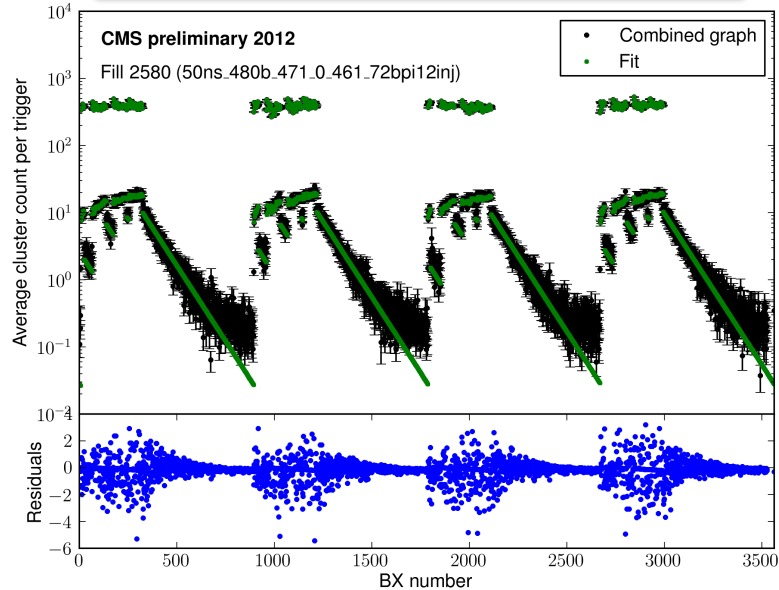 10^4
CMS preliminary 2012
Combined graph
Fill 2580 (50ns_480b_471_0_461_72bpi12inj)
Fit
10^3
10^2
10^1
10^0
10^−1
10^−2
Average cluster count per trigger
4
2
0
−2
−4
−6
Residuals
0 500 1000 1500 2000 2500 3000 3500
BX number